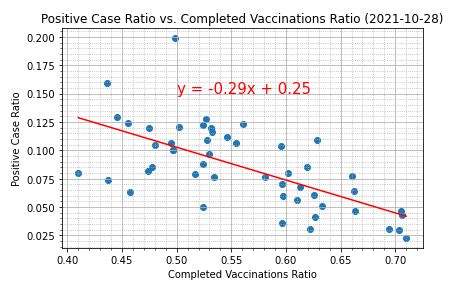 Positive Case Ratio vs. Completed Vaccinations Ratio (2021-10-28)
0.200
0.175
0.150
0.125
0.100
0.075
0.050
0.025
Positive Case Ratio
y = -0.29x + 0.25
0.40 0.45 0.50 0.55 0.60 0.65 0.70
Completed Vaccinations Ratio